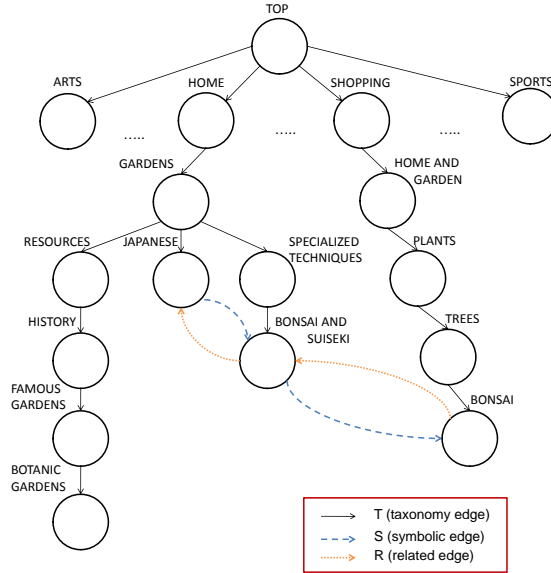 TOP
ARTS
HOME
SHOPPING
SPORTS
.....
.....
.....
GARDENS
HOME AND
GARDEN
RESOURCES
JAPANESE
SPECIALIZED
TECHNIQUES
PLANTS
HISTORY
BONSAI AND
SUISEKI
TREES
FAMOUS
GARDENS
BONSAI
BOTANIC
GARDENS
T (taxonomy edge)
S (symbolic edge)
R (related edge)